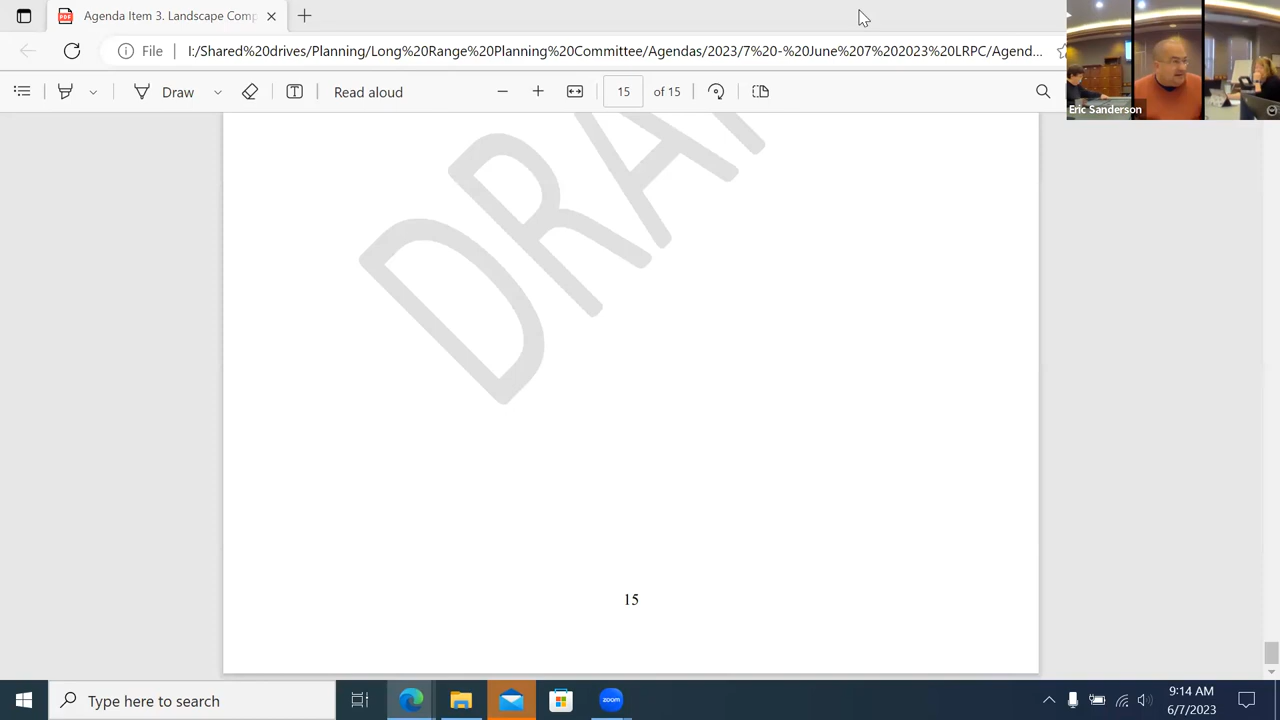 Agenda Item 3. Landscape Comp
File
I:/Shared%20drives/Planning/Long%20Range%20Planning%20Committee/Agendas/2023/7%20-%20June%207%202023%20LRPC/Agend...
Draw
Read aloud
15 of 15
Eric Sanderson
DRAF
15
Type here to search
zoom
9:14 AM
6/7/2023